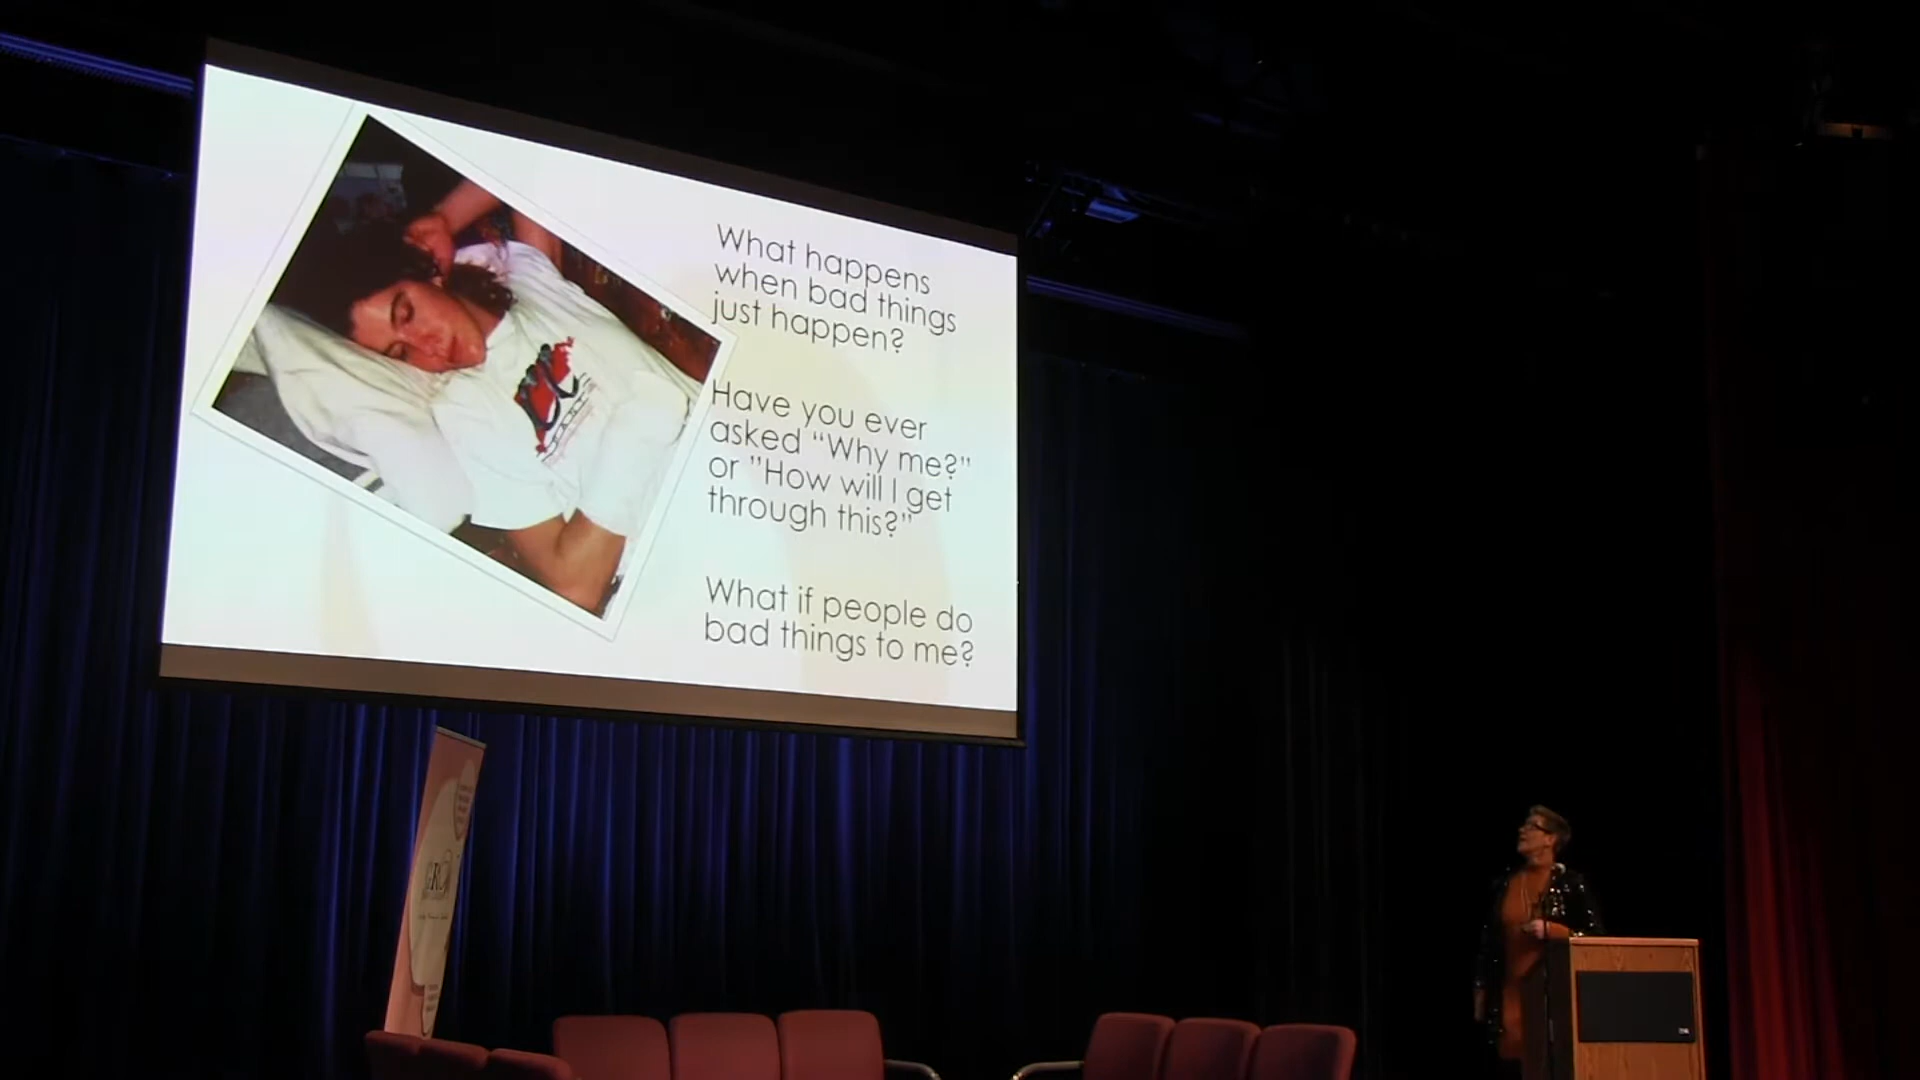 What happens
when bad things
just happen?
Have you ever
asked “Why me?”
or ”How will I get
through this?”
What if people do
bad things to me?